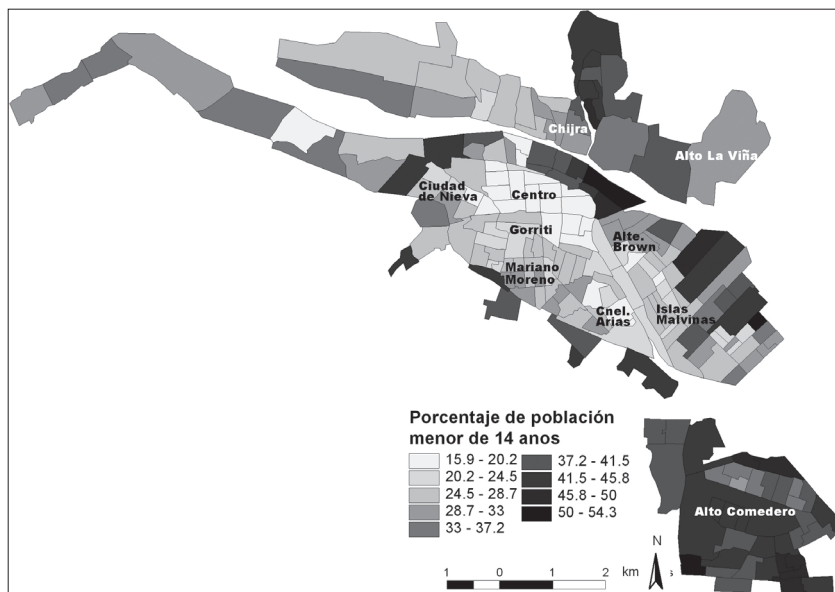 Chijra
Alto La Viña
Ciudad
de Nieva
Centro
Gorriti
Alte.
Brown
Mariano
Moreno
Cnel.
Arias
Islas
Malvinas
Porcentaje de población
menor de 14 anos
15.9 - 20.2
20.2 - 24.5
24.5 - 28.7
28.7 - 33
33 - 37.2
37.2 - 41.5
41.5 - 45.8
45.8 - 50
50 - 54.3
Alto Comedero
N
1 0 1 2 km s